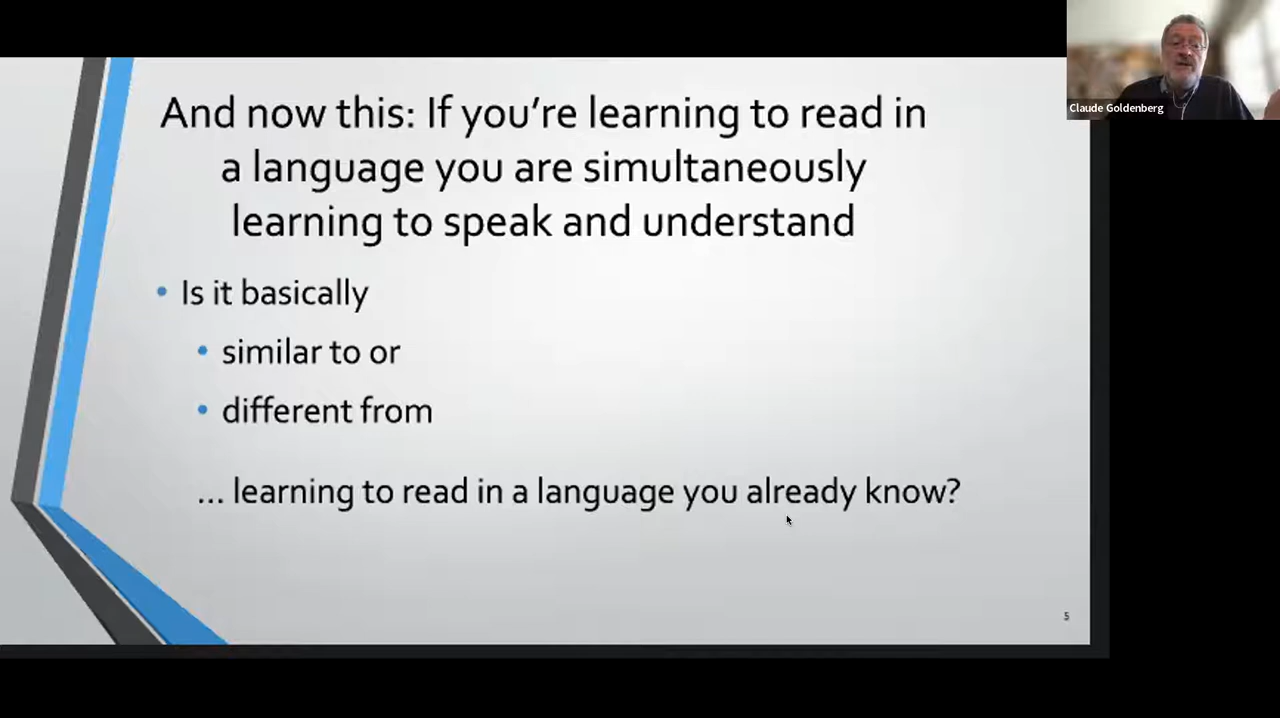 Claude Goldenberg
And now this: If you’re learning to read in
a language you are simultaneously
learning to speak and understand
• Is it basically
• similar to or
• different from
... learning to read in a language you already know?
5